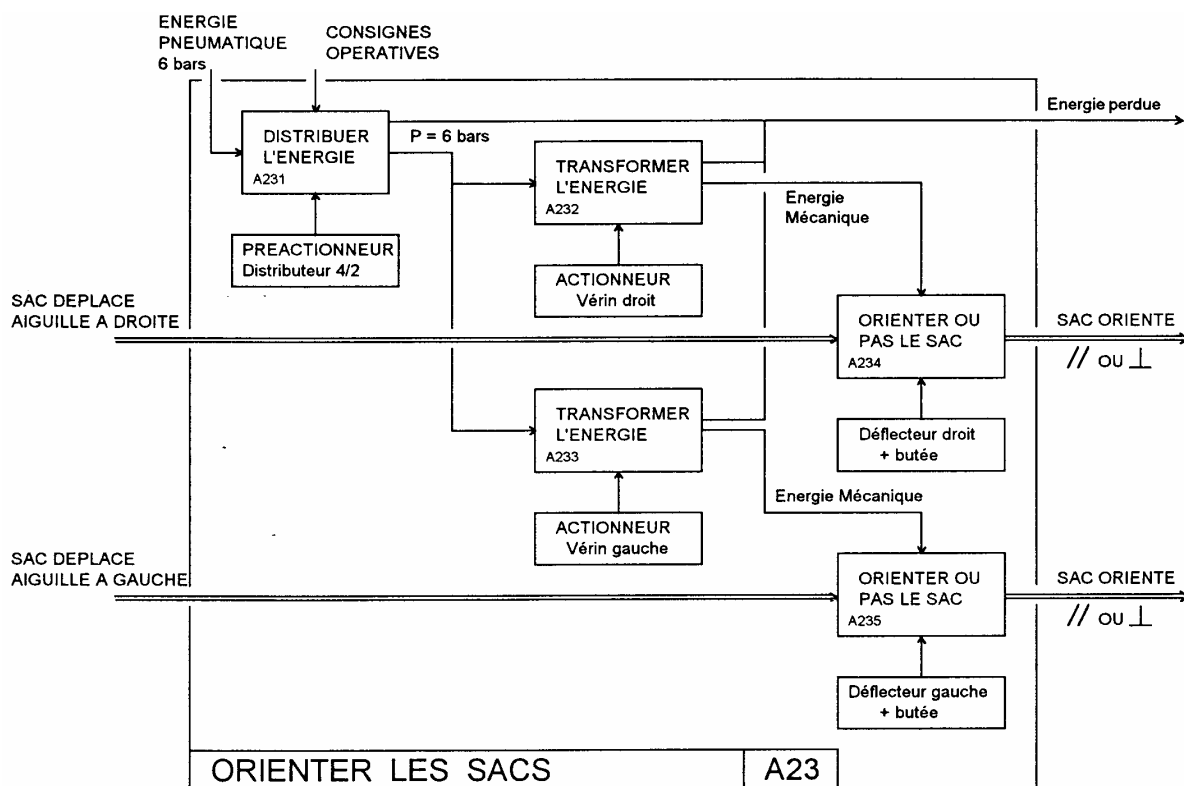 ENERGIE
PNEUMATIQUE
6 bars
CONSIGNES
OPERATIVES
Energie perdue
DISTRIBUER
L'ENERGIE
A231
P = 6 bars
TRANSFORMER
L'ENERGIE
A232
Energie
Mécanique
PREACTIONNEUR
Distributeur 4/2
ACTIONNEUR
Vérin droit
SAC DEPLACE
AIGUILLE A DROITE
ORIENTER OU
PAS LE SAC
A234
SAC ORIENTE
// OU ⊥
TRANSFORMER
L'ENERGIE
A233
Déflecteur droit
+ butée
Energie Mécanique
ACTIONNEUR
Vérin gauche
SAC DEPLACE
AIGUILLE A GAUCHE
ORIENTER OU
PAS LE SAC
A235
SAC ORIENTE
// OU ⊥
Déflecteur gauche
+ butée
ORIENTER LES SACS
A23